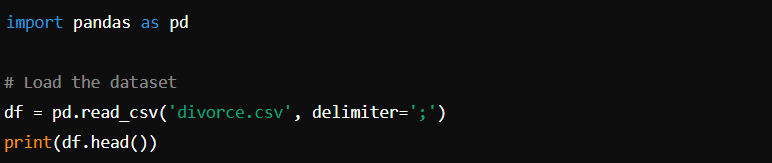 import pandas as pd
# Load the dataset
df = pd.read_csv('divorce.csv', delimiter=';')
print(df.head())